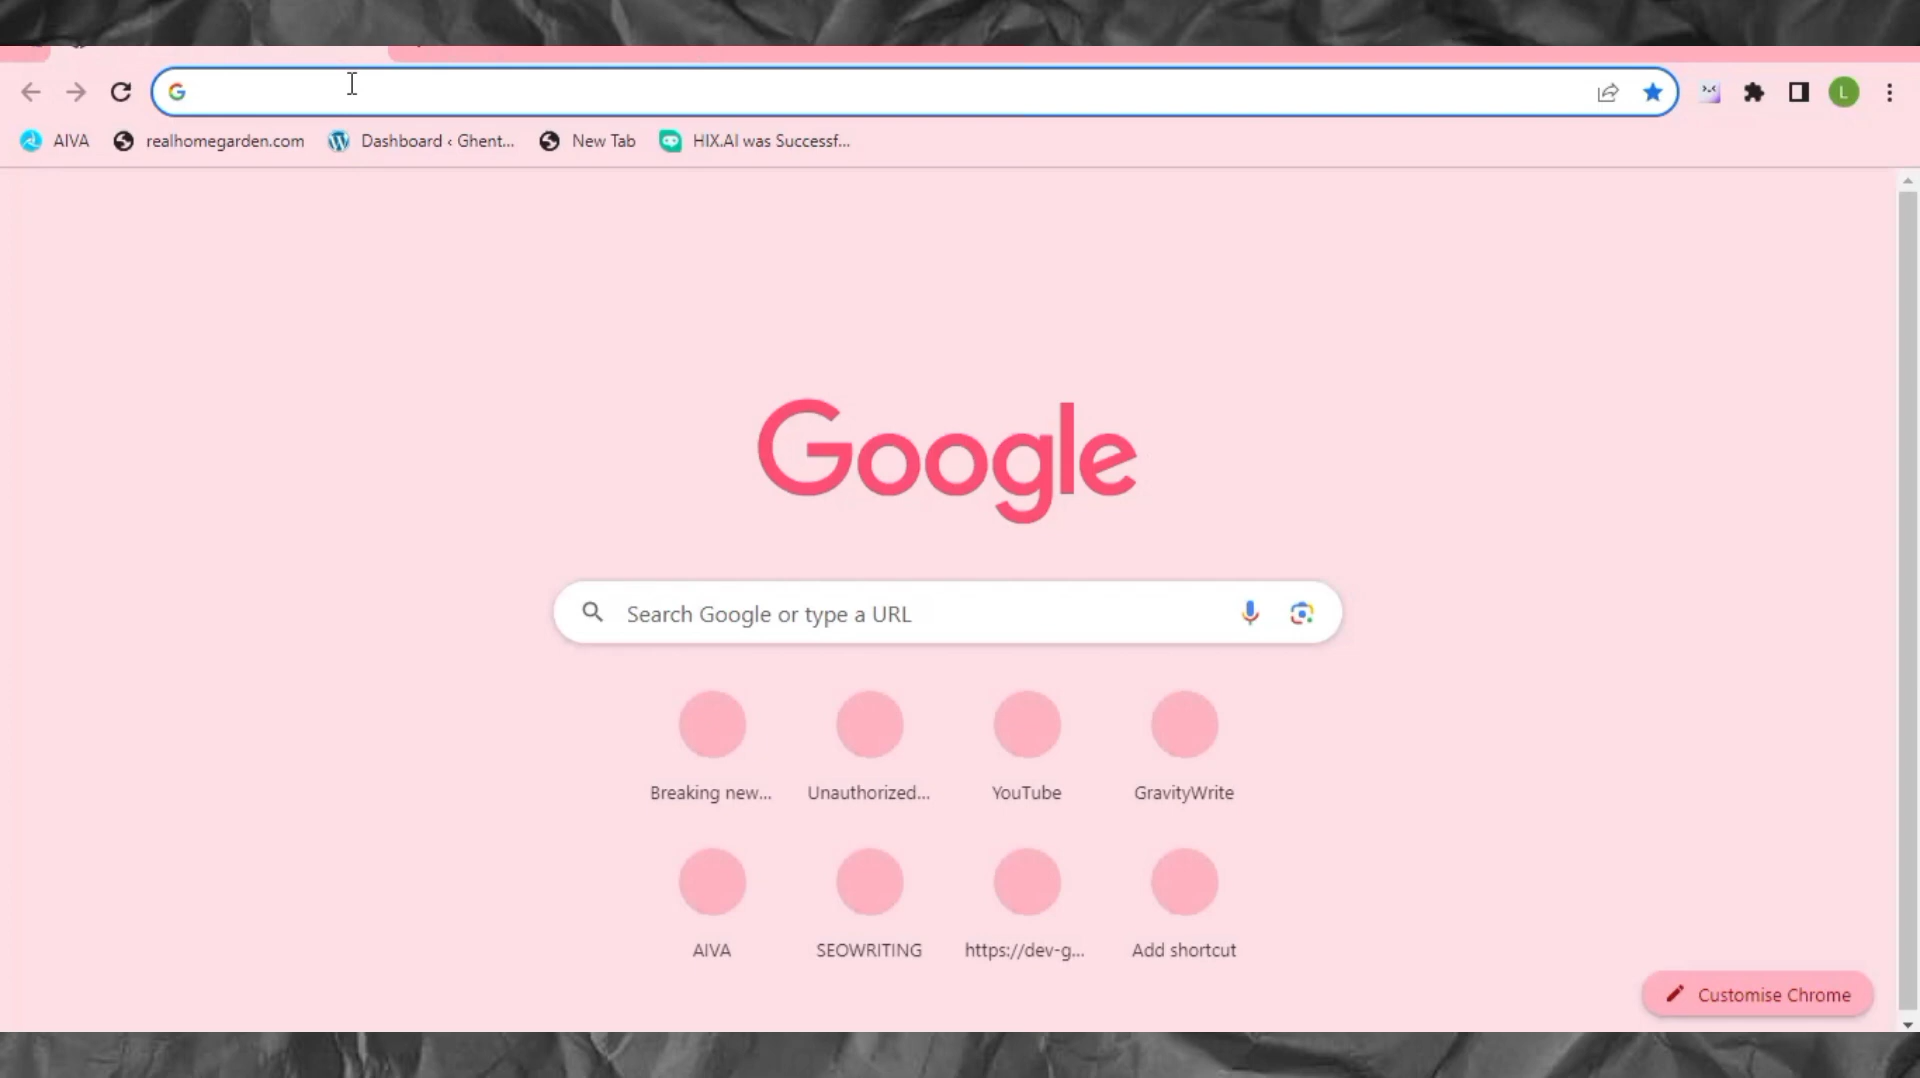 L
AIVA
realhomegarden.com
Dashboard ‹ Ghent...
New Tab
HIX.AI was Successf...
Google
Search Google or type a URL
Breaking new...
Unauthorized...
YouTube
GravityWrite
AIVA
SEOWRITING
https://dev-g...
Add shortcut
Customise Chrome